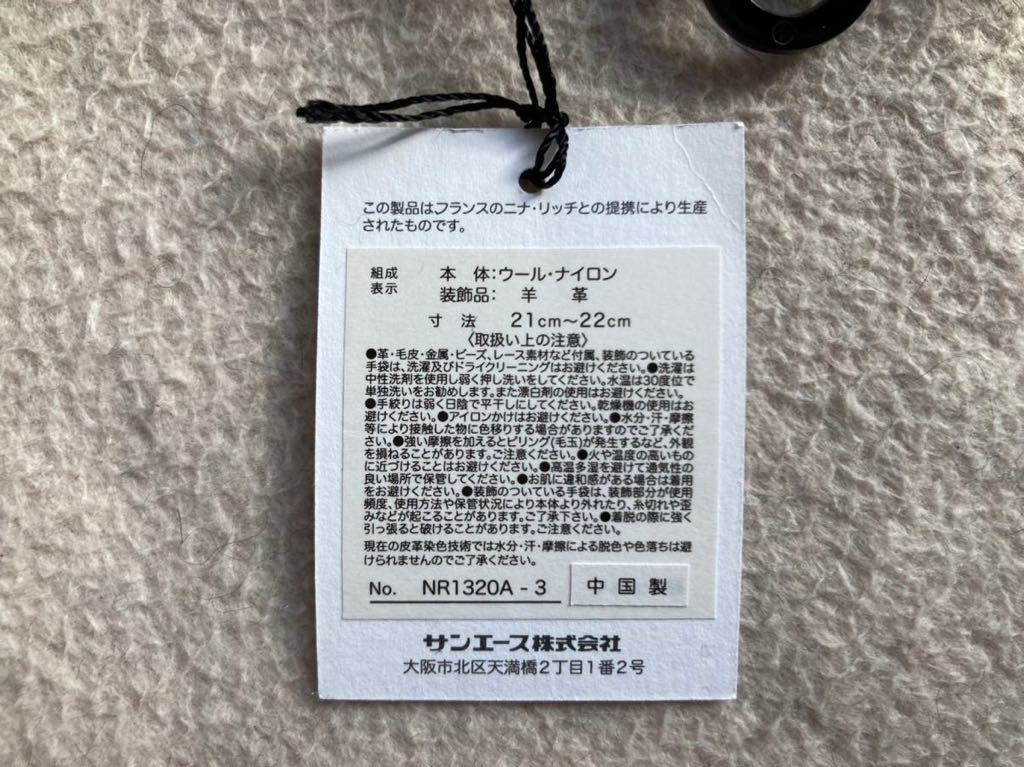 この製品はフランスのニナ・リッチとの提携により生産
されたものです。
組成
表示
本 体:ウール・ナイロン
装飾品: 羊 革
寸 法 21cm〜22cm
〈取扱い上の注意〉
●革・毛皮・金属・ビーズ、レース素材など付属、装飾のついている
手袋は、洗濯及びドライクリーニングはお避けください。●洗濯は
中性洗剤を使用し弱く押し洗いをしてください。水温は30度位で
単独洗いをお勧めします。また漂白剤の使用はお避けください。
●手絞りは弱く日陰で平干しにしてください。乾燥機の使用はお
避けください。●アイロンかけはお避けください。●水分・汗・摩擦
等により接触した物に色移りする場合がありますのでご了承くだ
さい。●強い摩擦を加えるとピリング(毛玉)が発生するなど、外観
を損ねることがあります。ご注意ください。●火や温度の高いもの
に近づけることはお避けください。●高温多湿を避けて通気性の
良い場所で保管してください。●お肌に違和感がある場合は着用
をお避けください。●装飾のついている手袋は、装飾部分が使用
頻度、使用方法や保管状況により本体より外れたり、糸切れや歪
みなどが起こることがあります。ご了承下さい。●着脱の際に強く
引っ張ると破けることがあります。ご注意ください。
現在の皮革染色技術では水分・汗・摩擦による脱色や色落ちは避
けられませんのでご了承ください。
No. NR1320A - 3 中国製
サンエース株式会社
大阪市北区天満橋2丁目1番2号